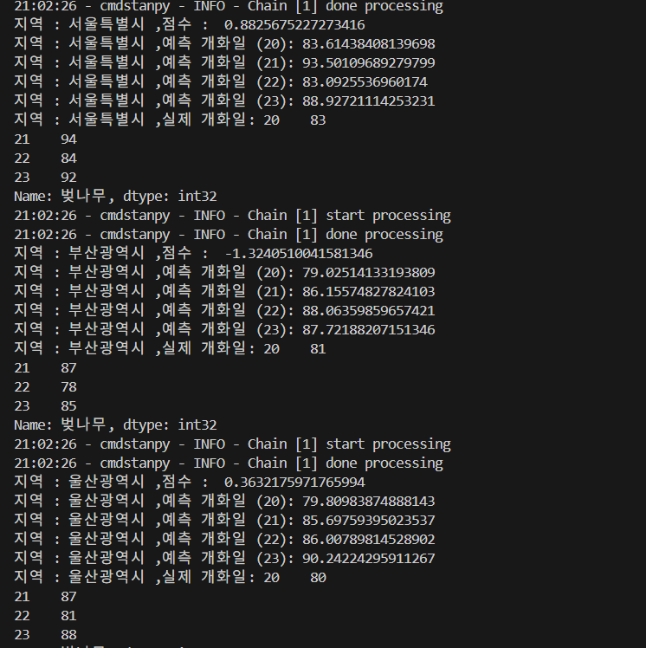 21:02:26 - cmdstanpy - INFO - Chain [1] done processing
지역 : 서울특별시 ,점수 :  0.8825675227273416
지역 : 서울특별시 ,예측 개화일 (20): 83.61438408139698
지역 : 서울특별시 ,예측 개화일 (21): 93.50109689279799
지역 : 서울특별시 ,예측 개화일 (22): 83.0925536960174
지역 : 서울특별시 ,예측 개화일 (23): 88.92721114253231
지역 : 서울특별시 ,실제 개화일: 20    83
21    94
22    84
23    92
Name: 벚나무, dtype: int32
21:02:26 - cmdstanpy - INFO - Chain [1] start processing
21:02:26 - cmdstanpy - INFO - Chain [1] done processing
지역 : 부산광역시 ,점수 :  -1.3240510041581346
지역 : 부산광역시 ,예측 개화일 (20): 79.02514133193809
지역 : 부산광역시 ,예측 개화일 (21): 86.15574827824103
지역 : 부산광역시 ,예측 개화일 (22): 88.06359859657421
지역 : 부산광역시 ,예측 개화일 (23): 87.72188207151346
지역 : 부산광역시 ,실제 개화일: 20    81
21    87
22    78
23    85
Name: 벚나무, dtype: int32
21:02:26 - cmdstanpy - INFO - Chain [1] start processing
21:02:26 - cmdstanpy - INFO - Chain [1] done processing
지역 : 울산광역시 ,점수 :  0.3632175971765994
지역 : 울산광역시 ,예측 개화일 (20): 79.80983874888143
지역 : 울산광역시 ,예측 개화일 (21): 85.69759395023537
지역 : 울산광역시 ,예측 개화일 (22): 86.00789814528902
지역 : 울산광역시 ,예측 개화일 (23): 90.24224295911267
지역 : 울산광역시 ,실제 개화일: 20    80
21    87
22    81
23    88